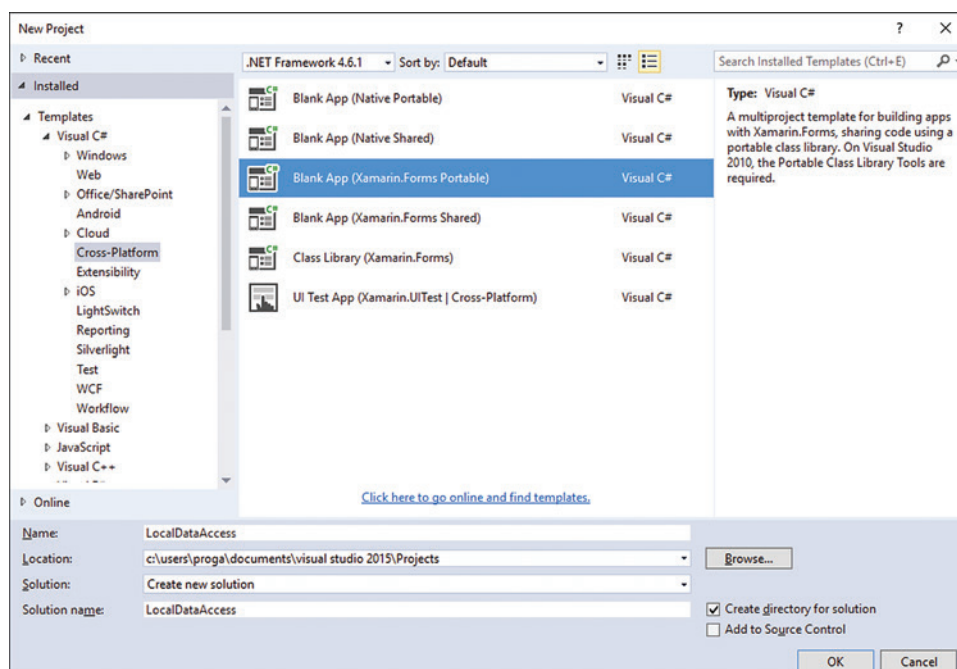 New Project
?
Recent
Installed
Templates
Visual C#
Windows
Web
Office/SharePoint
Android
Cloud
Cross-Platform
Extensibility
iOS
LightSwitch
Reporting
Silverlight
Test
WCF
Workflow
Visual Basic
JavaScript
Visual C++
Online
.NET Framework 4.6.1
Sort by: Default
Search Installed Templates (Ctrl+E)
Blank App (Native Portable) Visual C#
Blank App (Native Shared) Visual C#
Blank App (Xamarin.Forms Portable) Visual C#
Blank App (Xamarin.Forms Shared) Visual C#
Class Library (Xamarin.Forms) Visual C#
UI Test App (Xamarin.UITest | Cross-Platform) Visual C#
Click here to go online and find templates.
Type: Visual C#
A multiproject template for building apps
with Xamarin.Forms, sharing code using a
portable class library. On Visual Studio
2010, the Portable Class Library Tools are
required.
Name: LocalDataAccess
Location: c:\users\proga\documents\visual studio 2015\Projects
Browse...
Solution: Create new solution
Solution name: LocalDataAccess
Create directory for solution
Add to Source Control
OK
Cancel